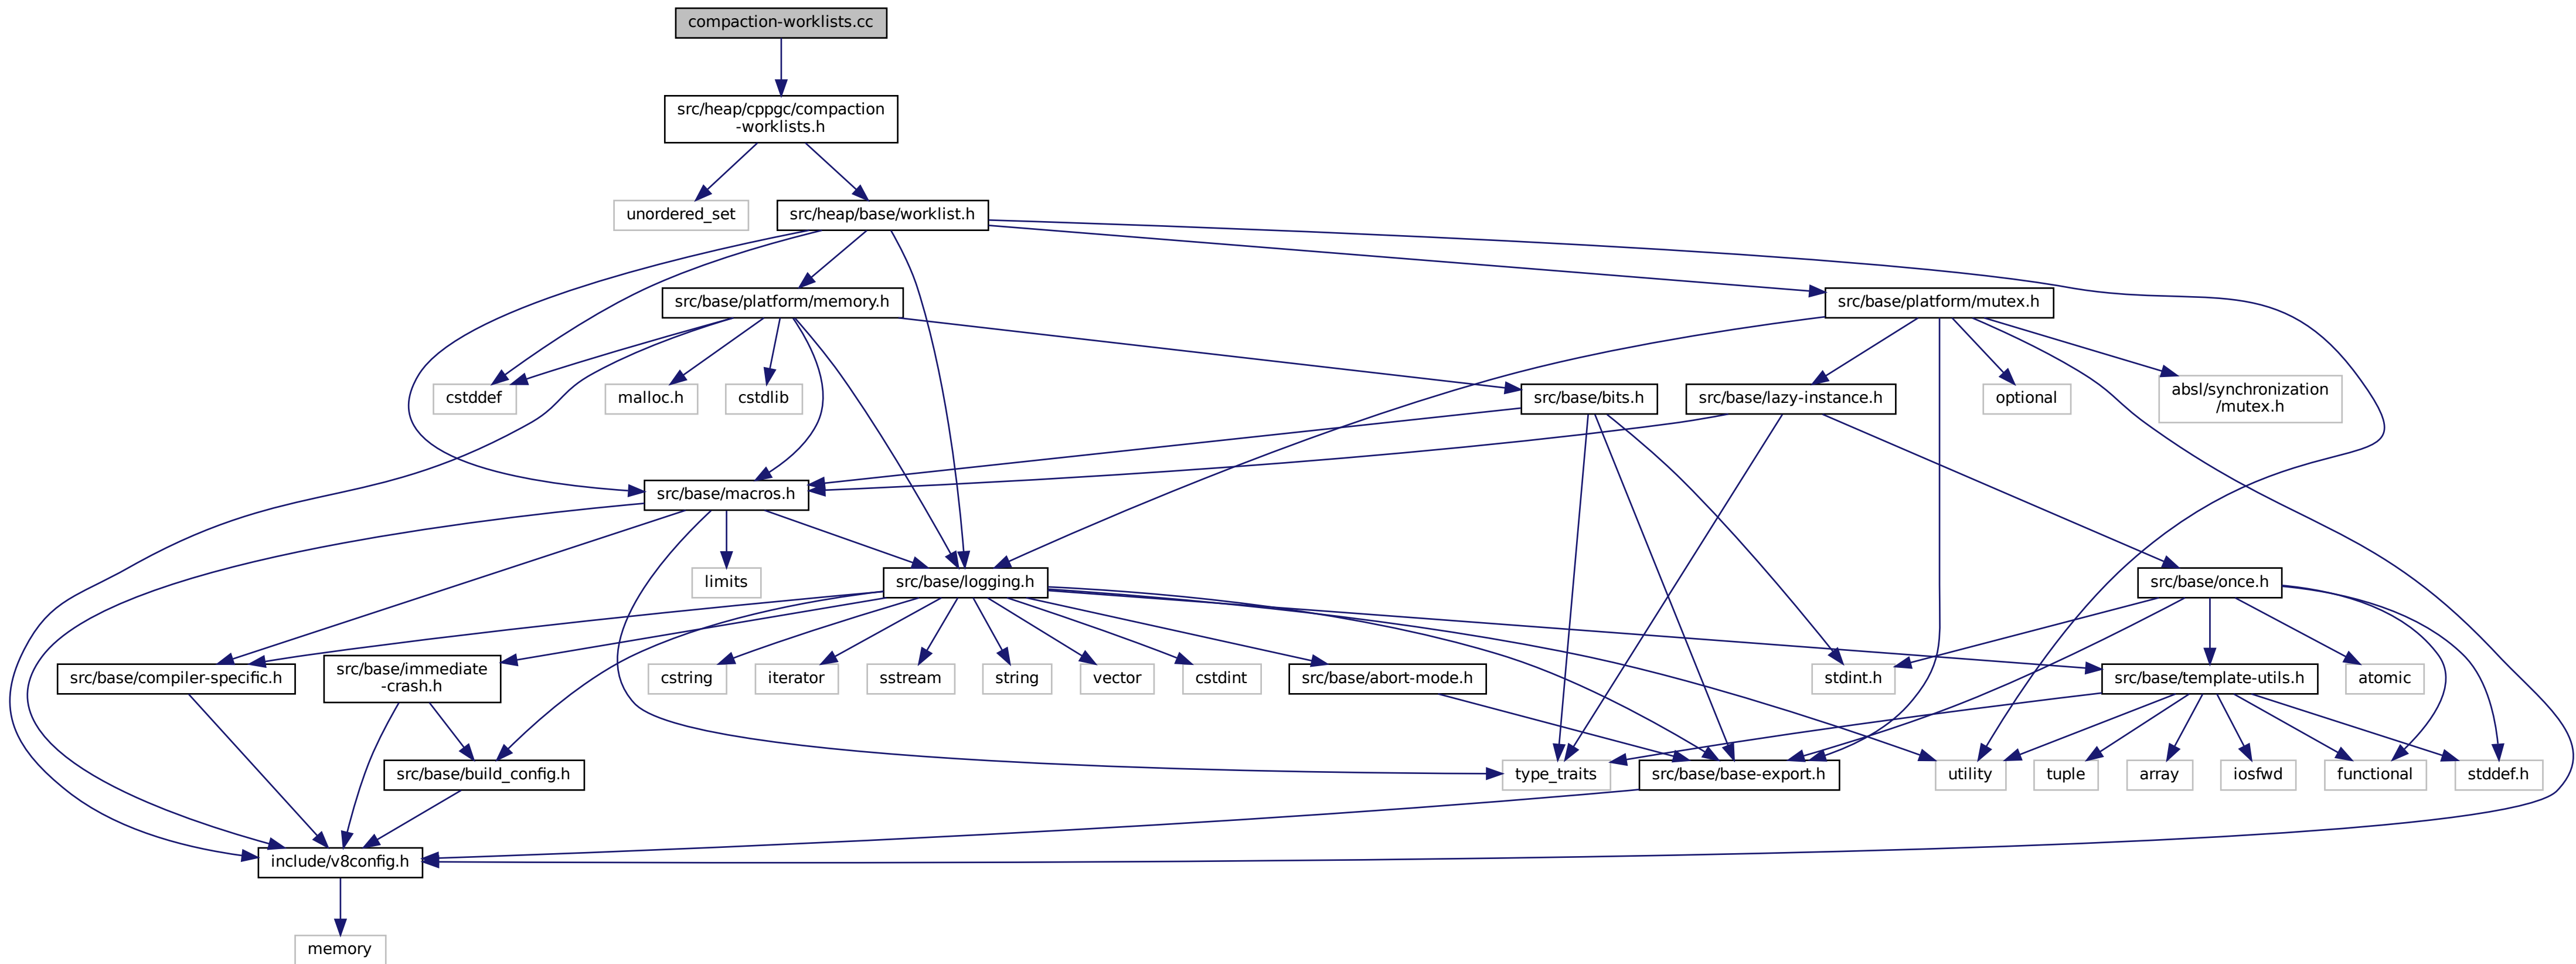 compaction-worklists.cc
src/heap/cppgc/compaction
-worklists.h
unordered_set
src/heap/base/worklist.h
src/base/platform/memory.h
src/base/platform/mutex.h
cstddef
malloc.h
cstdlib
src/base/bits.h
src/base/lazy-instance.h
optional
absl/synchronization
/mutex.h
src/base/macros.h
limits
src/base/logging.h
src/base/once.h
src/base/compiler-specific.h
src/base/immediate
-crash.h
cstring
iterator
sstream
string
vector
cstdint
src/base/abort-mode.h
stdint.h
src/base/template-utils.h
atomic
src/base/build_config.h
type_traits
src/base/base-export.h
utility
tuple
array
iosfwd
functional
stddef.h
include/v8config.h
memory